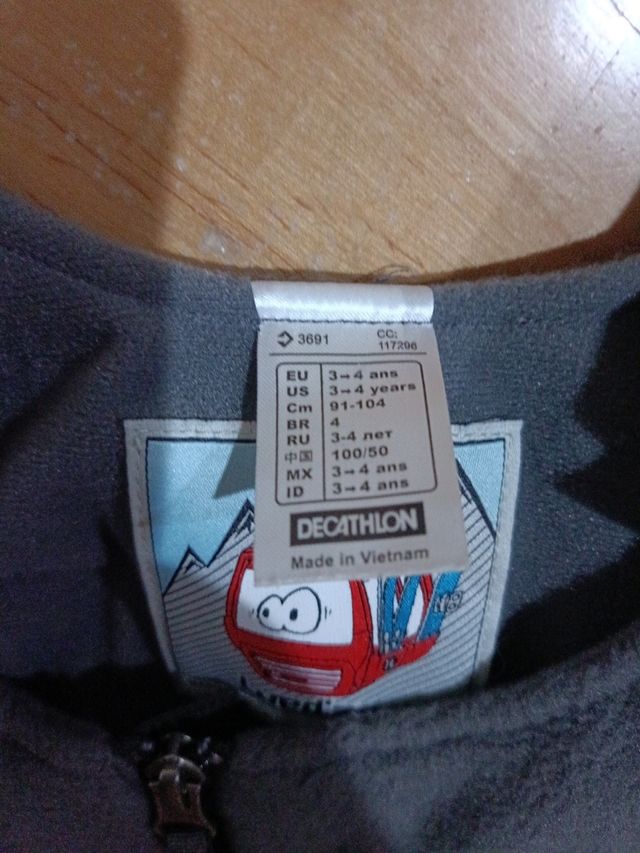 3691 CC: 117296
EU 3→4 ans
US 3→4 years
Cm 91-104
BR 4
RU 3-4 лет
中国 100/50
MX 3→4 ans
ID 3→4 ans
DECATHLON
Made in Vietnam